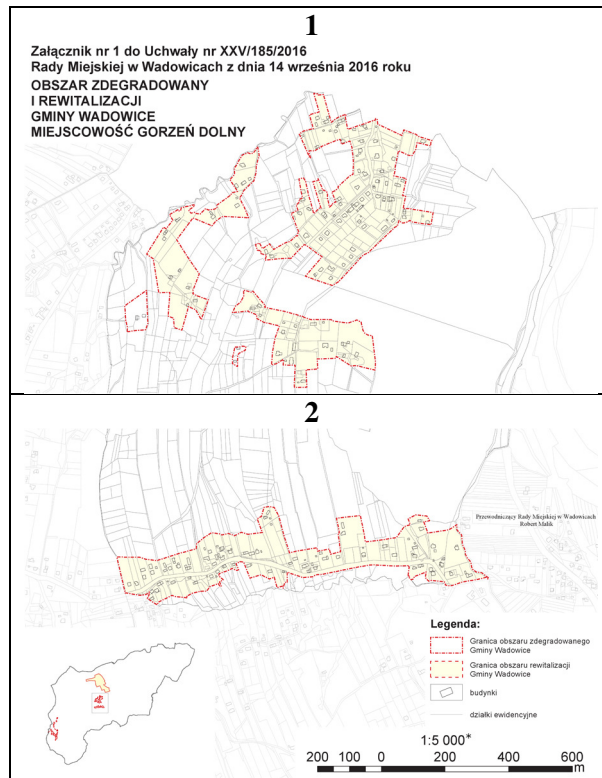 1
Załącznik nr 1 do Uchwały nr XXV/185/2016
Rady Miejskiej w Wadowicach z dnia 14 września 2016 roku
OBSZAR ZDEGRADOWANY
I REWITALIZACJI
GMINY WADOWICE
MIEJSCOWOŚĆ GORZEŃ DOLNY
2
Przewodniczący Rady Miejskiej w Wadowicach
Robert Malik
Legenda:
Granica obszaru zdegradowanego
Gminy Wadowice
Granica obszaru rewitalizacji
Gminy Wadowice
budynki
działki ewidencyjne
1:5 000*
200 100 0 200 400 600
m